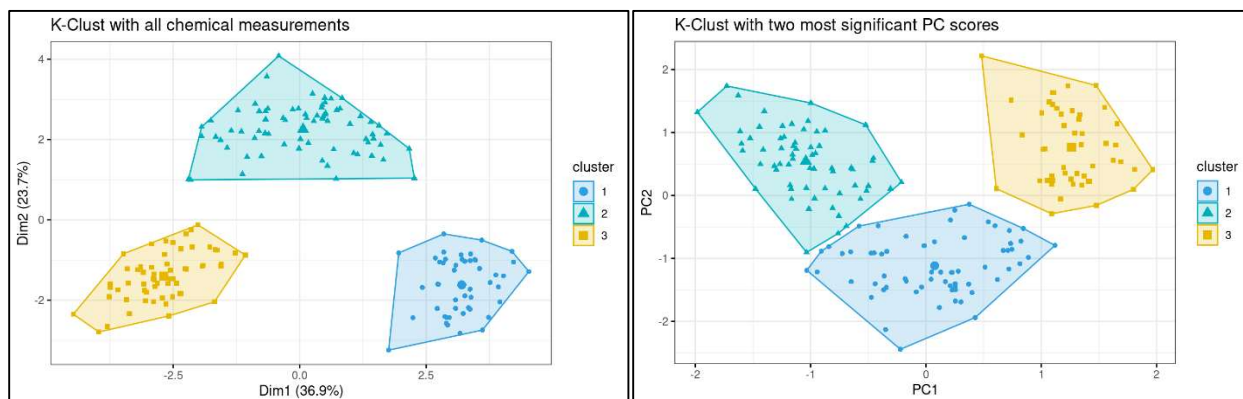 K-Clust with all chemical measurements
4
2
0
-2
Dim2 (23.7%)
-2.5
0.0
2.5
Dim1 (36.9%)
cluster
1
2
3
K-Clust with two most significant PC scores
2
1
0
-1
-2
PC2
-2
-1
0
1
2
PC1
cluster
1
2
3